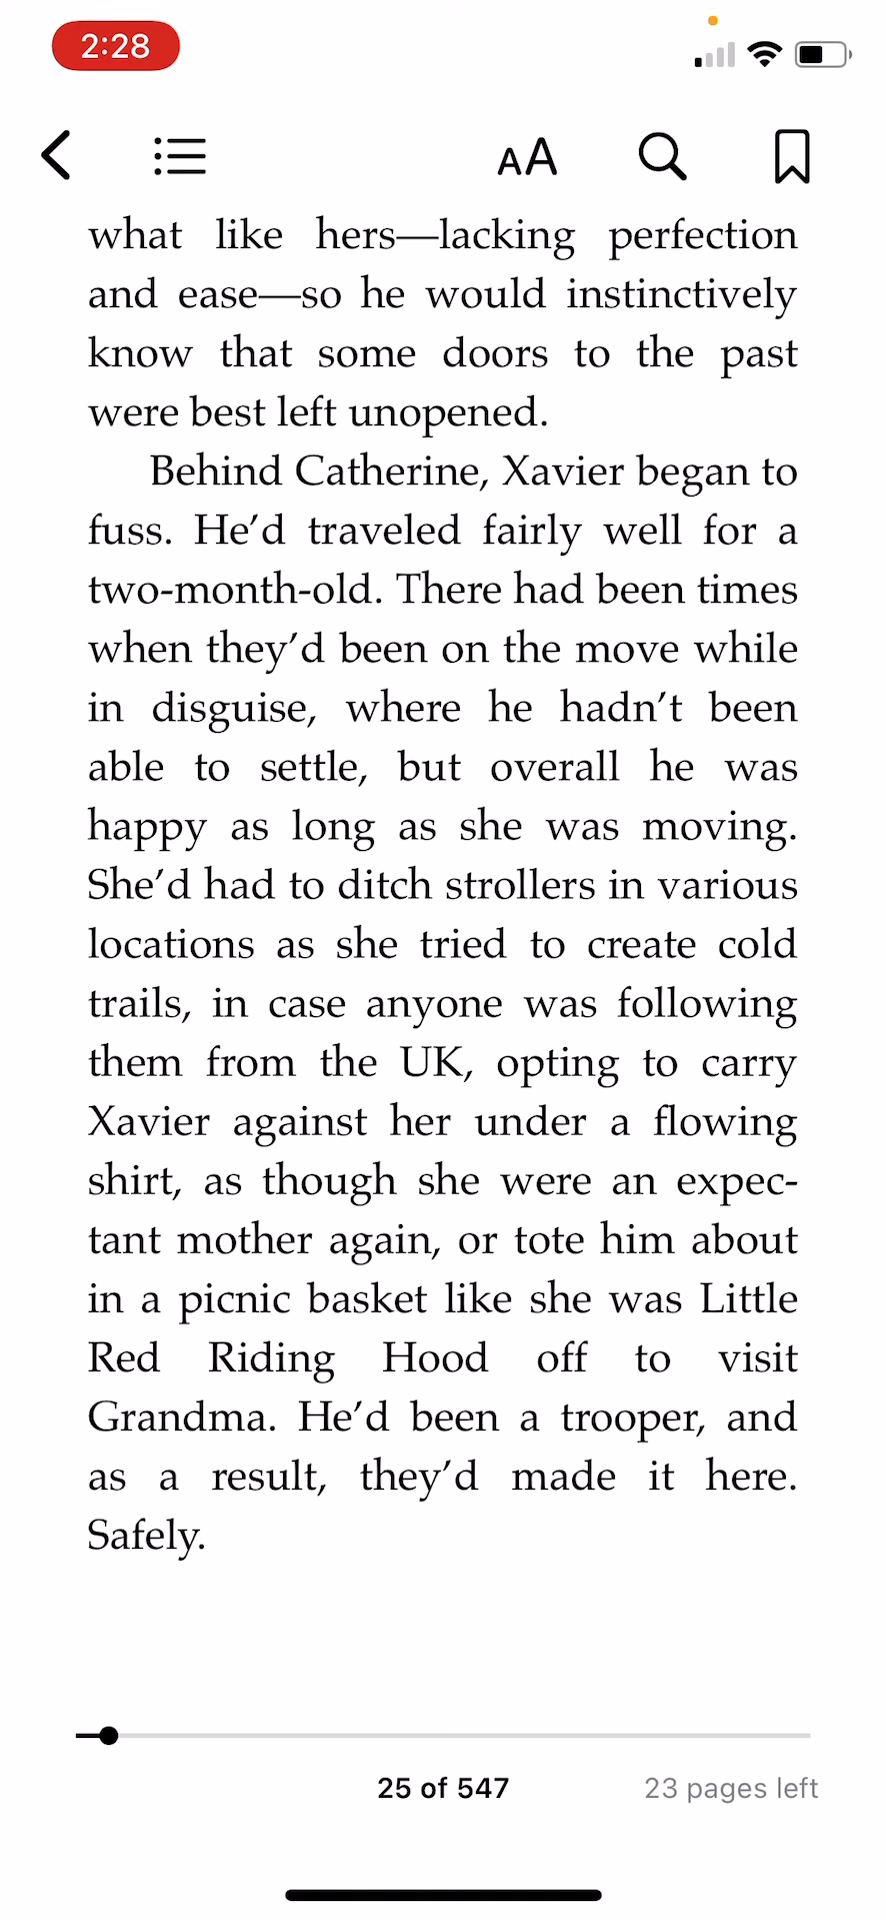 2:28
AA
what like hers—lacking perfection
and ease—so he would instinctively
know that some doors to the past
were best left unopened.
Behind Catherine, Xavier began to
fuss. He’d traveled fairly well for a
two-month-old. There had been times
when they’d been on the move while
in disguise, where he hadn’t been
able to settle, but overall he was
happy as long as she was moving.
She’d had to ditch strollers in various
locations as she tried to create cold
trails, in case anyone was following
them from the UK, opting to carry
Xavier against her under a flowing
shirt, as though she were an expec-
tant mother again, or tote him about
in a picnic basket like she was Little
Red Riding Hood off to visit
Grandma. He’d been a trooper, and
as a result, they’d made it here.
Safely.
25 of 547
23 pages left